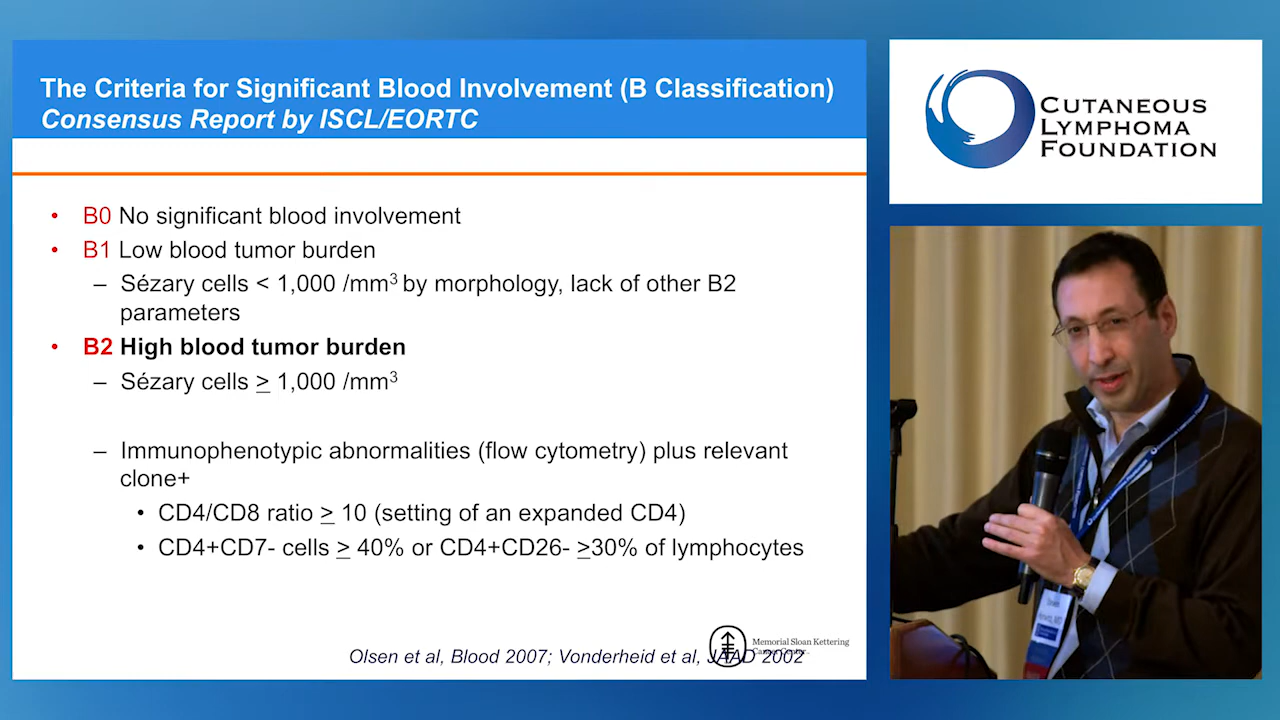 The Criteria for Significant Blood Involvement (B Classification)
Consensus Report by ISCL/EORTC
• B0 No significant blood involvement
• B1 Low blood tumor burden
– Sézary cells < 1,000 /mm³ by morphology, lack of other B2
parameters
• B2 High blood tumor burden
– Sézary cells ≥ 1,000 /mm³
– Immunophenotypic abnormalities (flow cytometry) plus relevant
clone+
• CD4/CD8 ratio ≥ 10 (setting of an expanded CD4)
• CD4+CD7- cells ≥ 40% or CD4+CD26- ≥30% of lymphocytes
Memorial Sloan Kettering
Cancer Center
Olsen et al, Blood 2007; Vonderheid et al, JAAD 2002
CUTANEOUS
LYMPHOMA
FOUNDATION